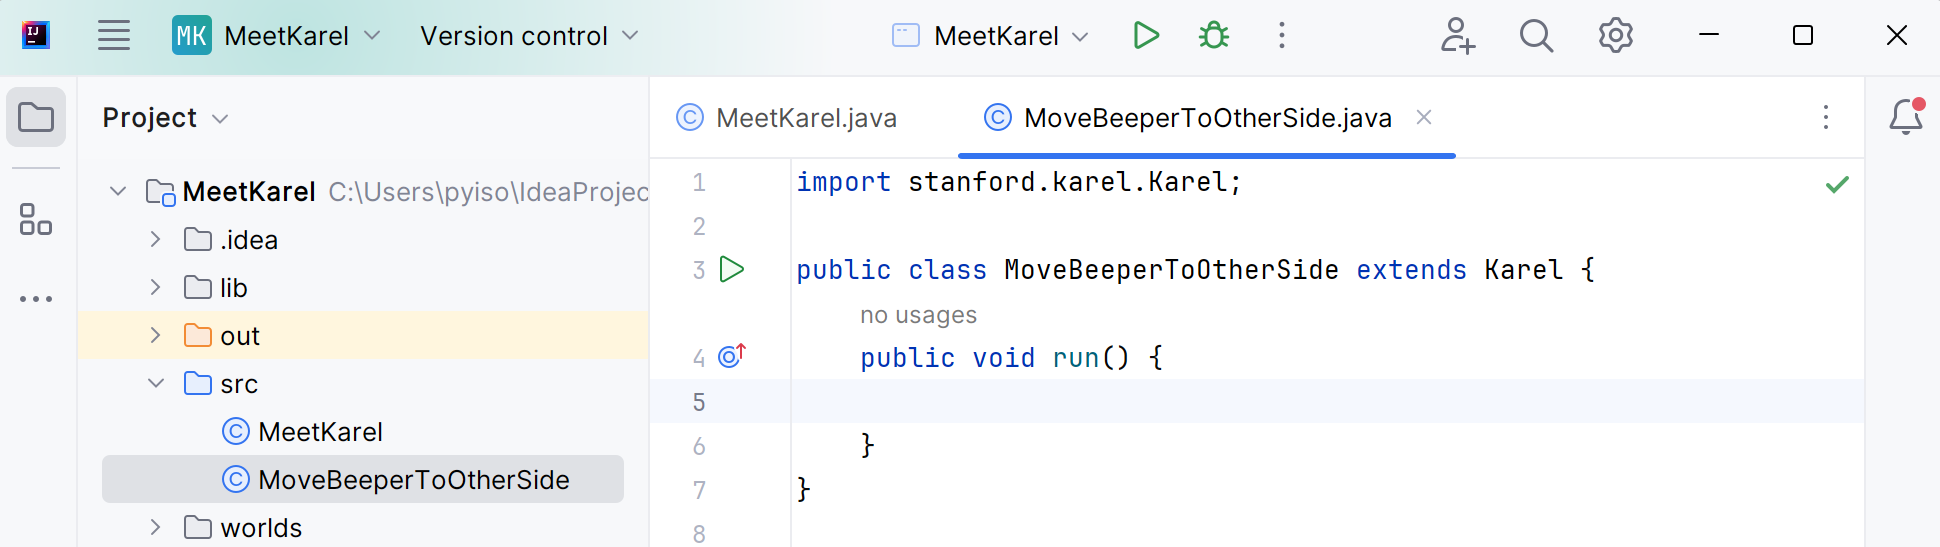 IJ
MK MeetKarel Version control MeetKarel
Project
MeetKarel.java MoveBeeperToOtherSide.java
MeetKarel C:\Users\pyiso\IdeaProjec
.idea
lib
out
src
C MeetKarel
C MoveBeeperToOtherSide
worlds
1 import stanford.karel.Karel;
2
3 public class MoveBeeperToOtherSide extends Karel {
no usages
4 public void run() {
5
6 }
7 }
8